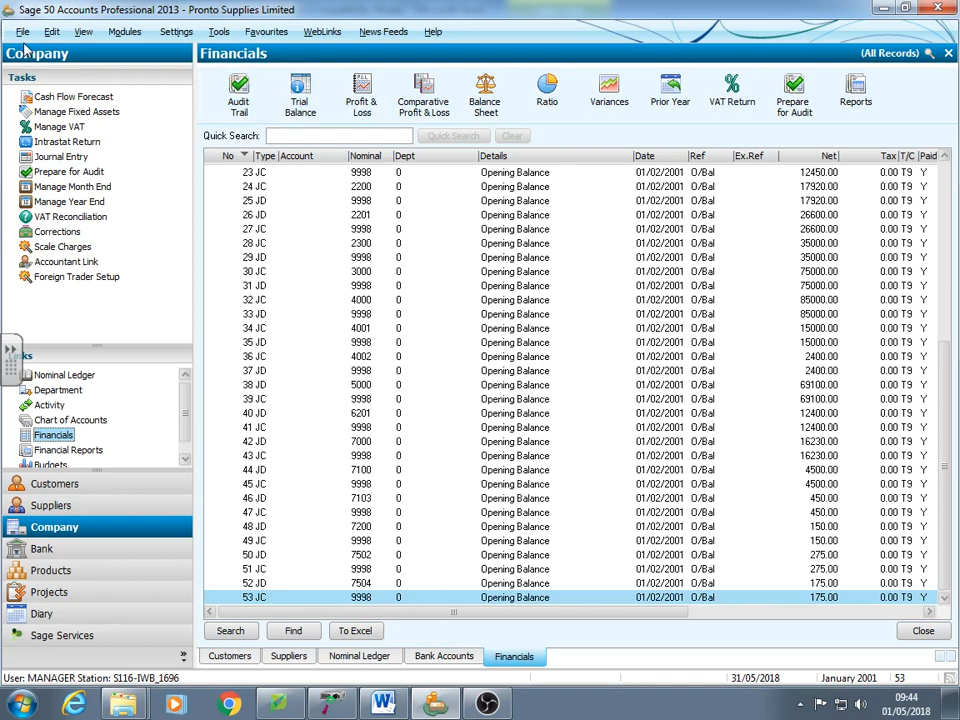 Sage 50 Accounts Professional 2013 - Pronto Supplies Limited
File Edit View Modules Settings Tools Favourites WebLinks News Feeds Help
Company
Financials
(All Records)
Tasks
Cash Flow Forecast
Manage Fixed Assets
Manage VAT
Intrastat Return
Journal Entry
Prepare for Audit
Manage Month End
Manage Year End
VAT Reconciliation
Corrections
Scale Charges
Accountant Link
Foreign Trader Setup
Nominal Ledger
Department
Activity
Chart of Accounts
Financials
Financial Reports
Budgets
Customers
Suppliers
Company
Bank
Products
Projects
Diary
Sage Services
Audit Trail
Trial Balance
Profit & Loss
Comparative Profit & Loss
Balance Sheet
Ratio
Variances
Prior Year
VAT Return
Prepare for Audit
Reports
Quick Search: Quick Search Clear
No Type Account Nominal Dept Details Date Ref Ex.Ref Net Tax T/C Paid
23 JC 9998 0 Opening Balance 01/02/2001 O/Bal 12450.00 0.00 T9 Y
24 JC 2200 0 Opening Balance 01/02/2001 O/Bal 17920.00 0.00 T9 Y
25 JD 9998 0 Opening Balance 01/02/2001 O/Bal 17920.00 0.00 T9 Y
26 JD 2201 0 Opening Balance 01/02/2001 O/Bal 26600.00 0.00 T9 Y
27 JC 9998 0 Opening Balance 01/02/2001 O/Bal 26600.00 0.00 T9 Y
28 JC 2300 0 Opening Balance 01/02/2001 O/Bal 35000.00 0.00 T9 Y
29 JD 9998 0 Opening Balance 01/02/2001 O/Bal 35000.00 0.00 T9 Y
30 JC 3000 0 Opening Balance 01/02/2001 O/Bal 75000.00 0.00 T9 Y
31 JD 9998 0 Opening Balance 01/02/2001 O/Bal 75000.00 0.00 T9 Y
32 JC 4000 0 Opening Balance 01/02/2001 O/Bal 85000.00 0.00 T9 Y
33 JD 9998 0 Opening Balance 01/02/2001 O/Bal 85000.00 0.00 T9 Y
34 JC 4001 0 Opening Balance 01/02/2001 O/Bal 15000.00 0.00 T9 Y
35 JD 9998 0 Opening Balance 01/02/2001 O/Bal 15000.00 0.00 T9 Y
36 JC 4002 0 Opening Balance 01/02/2001 O/Bal 2400.00 0.00 T9 Y
37 JD 9998 0 Opening Balance 01/02/2001 O/Bal 2400.00 0.00 T9 Y
38 JD 5000 0 Opening Balance 01/02/2001 O/Bal 69100.00 0.00 T9 Y
39 JC 9998 0 Opening Balance 01/02/2001 O/Bal 69100.00 0.00 T9 Y
40 JD 6201 0 Opening Balance 01/02/2001 O/Bal 12400.00 0.00 T9 Y
41 JC 9998 0 Opening Balance 01/02/2001 O/Bal 12400.00 0.00 T9 Y
42 JD 7000 0 Opening Balance 01/02/2001 O/Bal 16230.00 0.00 T9 Y
43 JC 9998 0 Opening Balance 01/02/2001 O/Bal 16230.00 0.00 T9 Y
44 JD 7100 0 Opening Balance 01/02/2001 O/Bal 4500.00 0.00 T9 Y
45 JC 9998 0 Opening Balance 01/02/2001 O/Bal 4500.00 0.00 T9 Y
46 JD 7103 0 Opening Balance 01/02/2001 O/Bal 450.00 0.00 T9 Y
47 JC 9998 0 Opening Balance 01/02/2001 O/Bal 450.00 0.00 T9 Y
48 JD 7200 0 Opening Balance 01/02/2001 O/Bal 150.00 0.00 T9 Y
49 JC 9998 0 Opening Balance 01/02/2001 O/Bal 150.00 0.00 T9 Y
50 JD 7502 0 Opening Balance 01/02/2001 O/Bal 275.00 0.00 T9 Y
51 JC 9998 0 Opening Balance 01/02/2001 O/Bal 275.00 0.00 T9 Y
52 JD 7504 0 Opening Balance 01/02/2001 O/Bal 175.00 0.00 T9 Y
53 JC 9998 0 Opening Balance 01/02/2001 O/Bal 175.00 0.00 T9 Y
Search Find To Excel Close
Customers Suppliers Nominal Ledger Bank Accounts Financials
User: MANAGER Station: S116-IWB_1696 31/05/2018 January 2001 53
09:44
01/05/2018